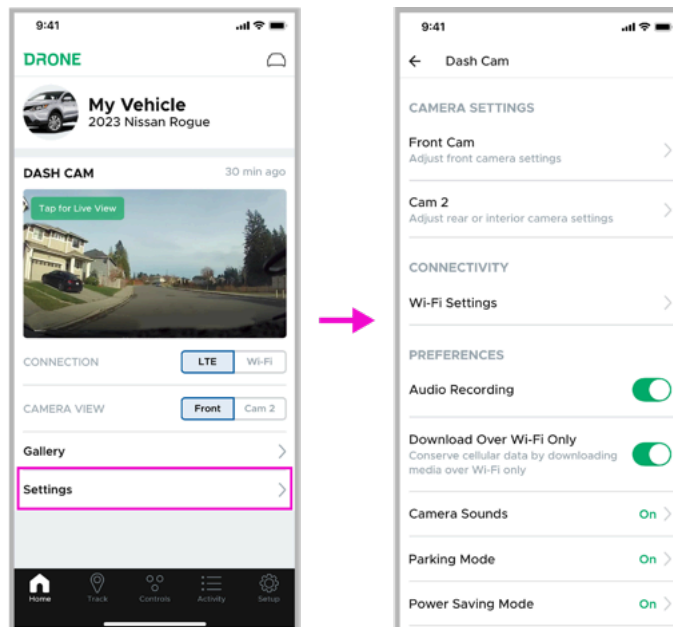 9:41
DRONE
My Vehicle
2023 Nissan Rogue
DASH CAM 30 min ago
Tap for Live View
CONNECTION LTE Wi-Fi
CAMERA VIEW Front Cam 2
Gallery
Settings
Home Track Controls Activity Setup
9:41
Dash Cam
CAMERA SETTINGS
Front Cam
Adjust front camera settings
Cam 2
Adjust rear or interior camera settings
CONNECTIVITY
Wi-Fi Settings
PREFERENCES
Audio Recording
Download Over Wi-Fi Only
Conserve cellular data by downloading
media over Wi-Fi only
Camera Sounds On
Parking Mode On
Power Saving Mode On